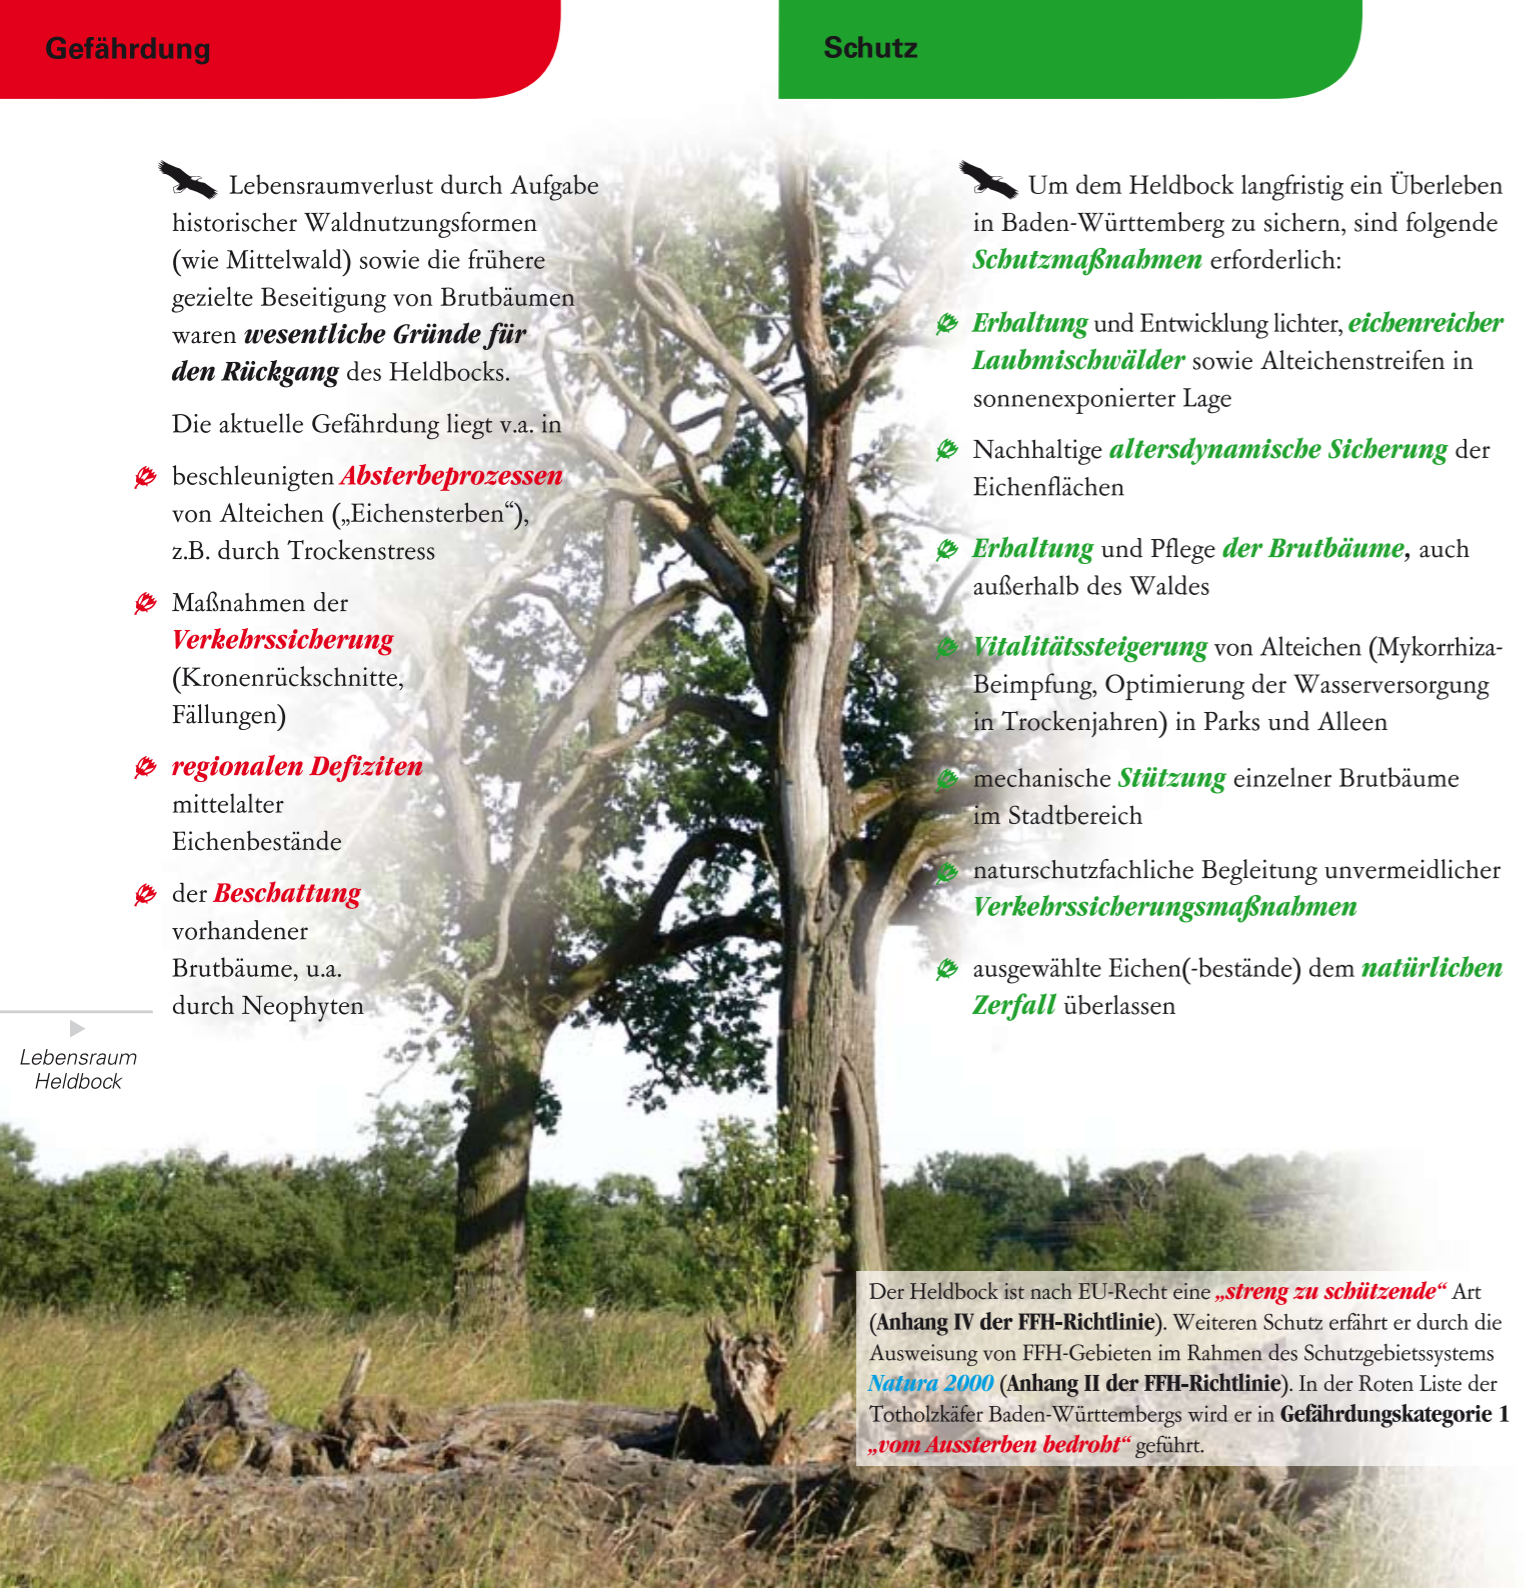 Gefährdung
Lebensraumverlust durch Aufgabe
historischer Waldnutzungsformen
(wie Mittelwald) sowie die frühere
gezielte Beseitigung von Brutbäumen
waren wesentliche Gründe für
den Rückgang des Heldbocks.
Die aktuelle Gefährdung liegt v.a. in
beschleunigten Absterbeprozessen
von Alteichen („Eichensterben“),
z.B. durch Trockenstress
Maßnahmen der
Verkehrssicherung
(Kronenrückschnitte,
Fällungen)
regionalen Defiziten
mittelalter
Eichenbestände
der Beschattung
vorhandener
Brutbäume, u.a.
durch Neophyten
Lebensraum
Heldbock
Schutz
Um dem Heldbock langfristig ein Überleben
in Baden-Württemberg zu sichern, sind folgende
Schutzmaßnahmen erforderlich:
Erhaltung und Entwicklung lichter, eichenreicher
Laubmischwälder sowie Alteichenstreifen in
sonnenexponierter Lage
Nachhaltige altersdynamische Sicherung der
Eichenflächen
Erhaltung und Pflege der Brutbäume, auch
außerhalb des Waldes
Vitalitätssteigerung von Alteichen (Mykorrhiza-
Beimpfung, Optimierung der Wasserversorgung
in Trockenjahren) in Parks und Alleen
mechanische Stützung einzelner Brutbäume
im Stadtbereich
naturschutzfachliche Begleitung unvermeidlicher
Verkehrssicherungsmaßnahmen
ausgewählte Eichen(-bestände) dem natürlichen
Zerfall überlassen
Der Heldbock ist nach EU-Recht eine „streng zu schützende“ Art
(Anhang IV der FFH-Richtlinie). Weiteren Schutz erfährt er durch die
Ausweisung von FFH-Gebieten im Rahmen des Schutzgebietssystems
Natura 2000 (Anhang II der FFH-Richtlinie). In der Roten Liste der
Totholzkäfer Baden-Württembergs wird er in Gefährdungskategorie 1
„vom Aussterben bedroht“ geführt.